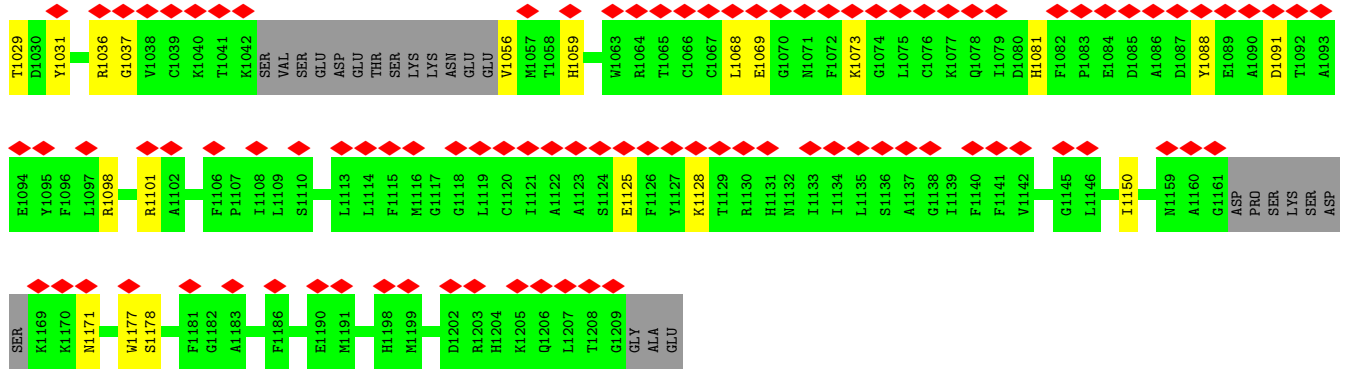 T1029 D1030 Y1031 R1036 G1037 V1038 C1039 K1040 T1041 K1042 SER VAL SER GLU ASP GLU THR SER LYS LYS ASN GLU GLU V1056 M1057 T1058 H1059 W1063 R1064 T1065 C1066 C1067 L1068 E1069 G1070 N1071 F1072 K1073 G1074 L1075 C1076 K1077 Q1078 I1079 D1080 H1081 F1082 P1083 E1084 D1085 A1086 D1087 Y1088 E1089 A1090 D1091 T1092 A1093
E1094 Y1095 F1096 L1097 R1098 R1101 A1102 F1106 P1107 I1108 L1109 S1110 L1113 L1114 F1115 M1116 G1117 G1118 L1119 C1120 I1121 A1122 A1123 S1124 E1125 F1126 Y1127 K1128 T1129 R1130 H1131 N1132 I1133 I1134 L1135 S1136 A1137 G1138 I1139 F1140 F1141 V1142 G1145 L1146 I1150 N1159 A1160 G1161 ASP PRO SER LYS SER ASP
SER K1169 K1170 N1171 W1177 S1178 F1181 G1182 A1183 F1186 E1190 M1191 H1198 M1199 D1202 R1203 H1204 K1205 Q1206 L1207 T1208 G1209 GLY ALA GLU